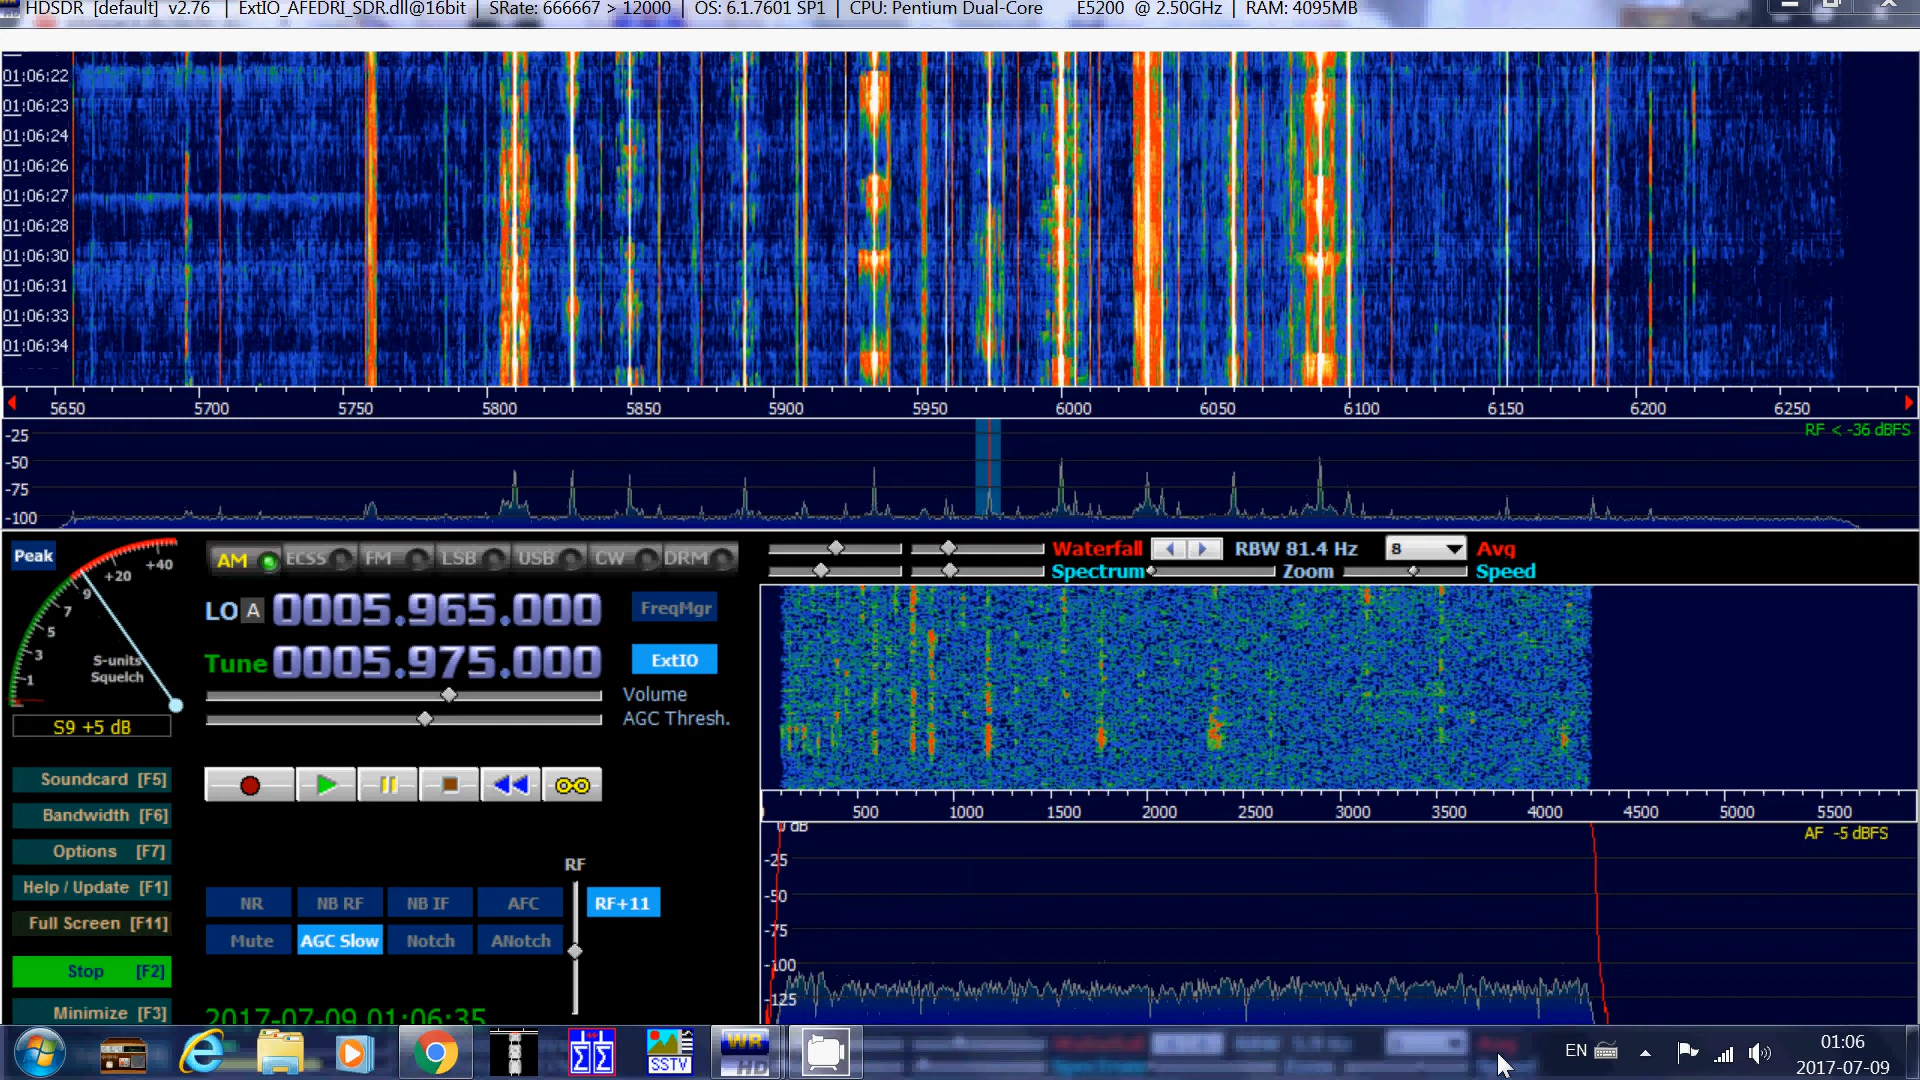 HDSDR [default] v2.76 | ExtIO_AFEDRI_SDR.dll@16bit | SRate: 666667 > 12000 | OS: 6.1.7601 SP1 | CPU: Pentium Dual-Core E5200 @ 2.50GHz | RAM: 4095MB
01:06:22
01:06:23
01:06:24
01:06:26
01:06:27
01:06:28
01:06:30
01:06:31
01:06:33
01:06:34
5650 5700 5750 5800 5850 5900 5950 6000 6050 6100 6150 6200 6250
-25 RF < -36 dBFS
-50
-75
-100
Peak
1 3 5 7 9 +20 +40
S-units
Squelch
S9 +5 dB
AM ECSS FM LSB USB CW DRM
LO A 0005.965.000 FreqMgr
Tune 0005.975.000 ExtIO
Volume
AGC Thresh.
Waterfall RBW 81.4 Hz 8 Avg
Spectrum Zoom Speed
Soundcard [F5]
Bandwidth [F6]
Options [F7]
Help / Update [F1]
Full Screen [F11]
Stop [F2]
Minimize [F3]
RF
NR NB RF NB IF AFC RF+11
Mute AGC Slow Notch ANotch
2017-07-09 01:06:35
500 1000 1500 2000 2500 3000 3500 4000 4500 5000 5500
0 dB AF -5 dBFS
-25
-50
-75
-100
-125
SSTV
WR
HD
EN
01:06
2017-07-09